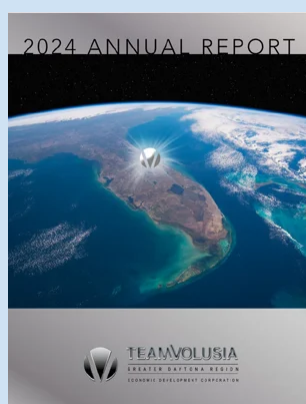 2024 ANNUAL REPORT
TEAMVOLUSIA
GREATER DAYTONA REGION
ECONOMIC DEVELOPMENT CORPORATION